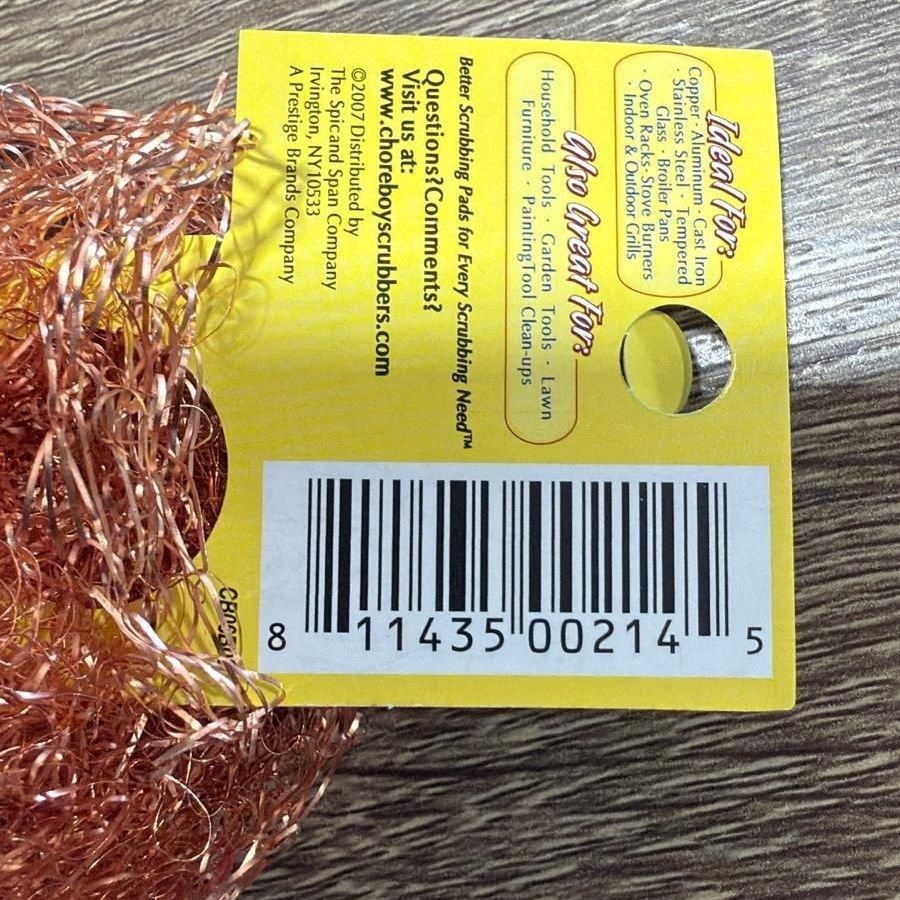 Ideal For:
Copper · Aluminum · Cast Iron
· Stainless Steel · Tempered
Glass · Broiler Pans
· Oven Racks · Stove Burners
· Indoor & Outdoor Grills
Also Great For:
Household Tools · Garden Tools · Lawn
Furniture · Painting Tool Clean-ups
Better Scrubbing Pads for Every Scrubbing Need™
Questions? Comments?
Visit us at:
www.choreboyscrubbers.com
©2007 Distributed by
The Spic and Span Company
Irvington, NY 10533
A Prestige Brands Company
8 11435 00214 5